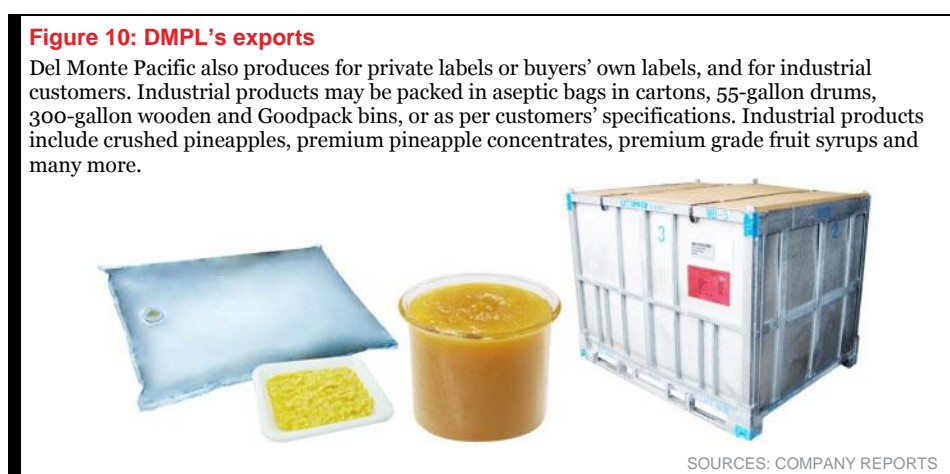 Figure 10: DMPL’s exports
Del Monte Pacific also produces for private labels or buyers’ own labels, and for industrial
customers. Industrial products may be packed in aseptic bags in cartons, 55-gallon drums,
300-gallon wooden and Goodpack bins, or as per customers’ specifications. Industrial products
include crushed pineapples, premium pineapple concentrates, premium grade fruit syrups and
many more.
3
2
SOURCES: COMPANY REPORTS